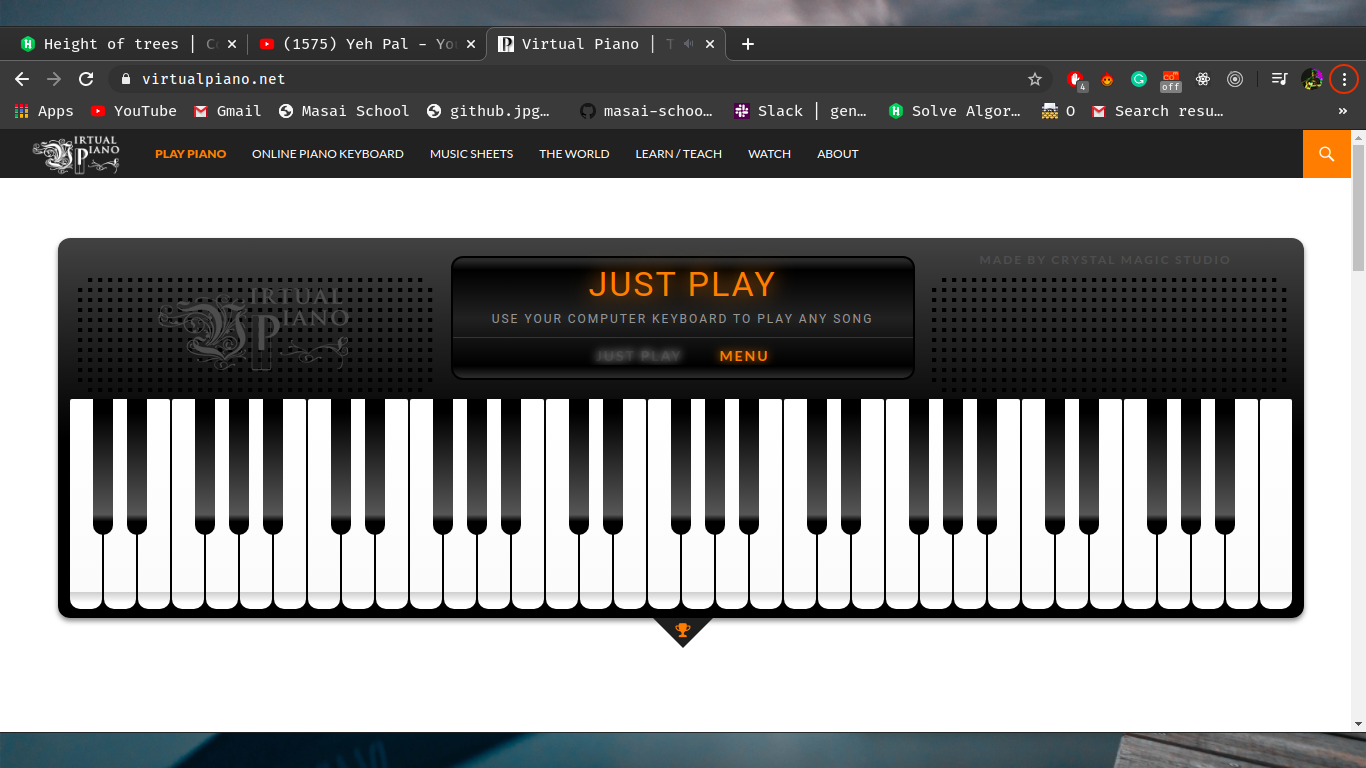 Height of trees | Co
(1575) Yeh Pal - You
Virtual Piano | T
virtualpiano.net
4
off
Apps
YouTube
Gmail
Masai School
github.jpg…
masai-schoo…
Slack | gen…
Solve Algor…
O
Search resu…
»
VIRTUAL PIANO
PLAY PIANO
ONLINE PIANO KEYBOARD
MUSIC SHEETS
THE WORLD
LEARN / TEACH
WATCH
ABOUT
MADE BY CRYSTAL MAGIC STUDIO
VIRTUAL PIANO
JUST PLAY
USE YOUR COMPUTER KEYBOARD TO PLAY ANY SONG
JUST PLAY
MENU